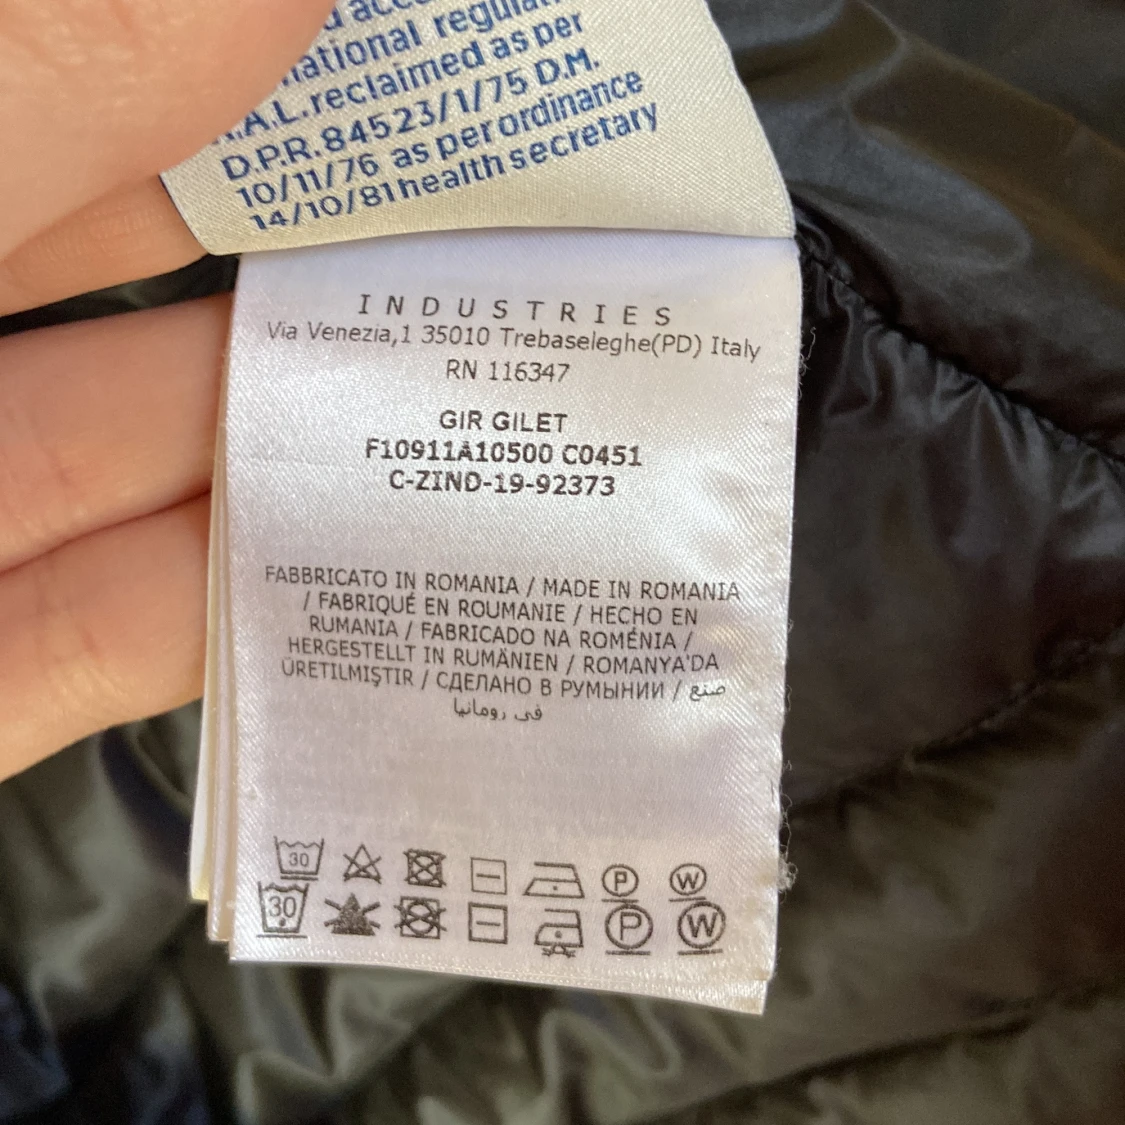 national regulations
reclaimed as per
D.P.R. 84523/1/75 D.M.
10/11/76 as per ordinance
14/10/81 health secretary
INDUSTRIES
Via Venezia,1 35010 Trebaseleghe(PD) Italy
RN 116347
GIR GILET
F10911A10500 C0451
C-ZIND-19-92373
FABBRICATO IN ROMANIA / MADE IN ROMANIA
/ FABRIQUÉ EN ROUMANIE / HECHO EN
RUMANIA / FABRICADO NA ROMÉNIA /
HERGESTELLT IN RUMÄNIEN / ROMANYA'DA
ÜRETILMIŞTIR / СДЕЛАНО В РУМЫНИИ / صنع
فى رومانيا
30 P W
30 P W